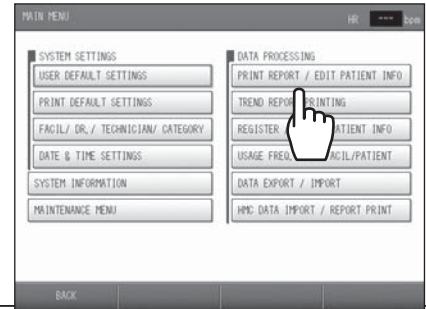 MAIN MENU
HR --- bpm
SYSTEM SETTINGS
USER DEFAULT SETTINGS
PRINT DEFAULT SETTINGS
FACIL/ DR./ TECHNICIAN/ CATEGORY
DATE & TIME SETTINGS
SYSTEM INFORMATION
MAINTENANCE MENU
DATA PROCESSING
PRINT REPORT / EDIT PATIENT INFO
TREND REPOR PRINTING
REGISTER ATIENT INFO
USAGE FREQ. FACIL/PATIENT
DATA EXPORT / IMPORT
HMC DATA IMPORT / REPORT PRINT
BACK